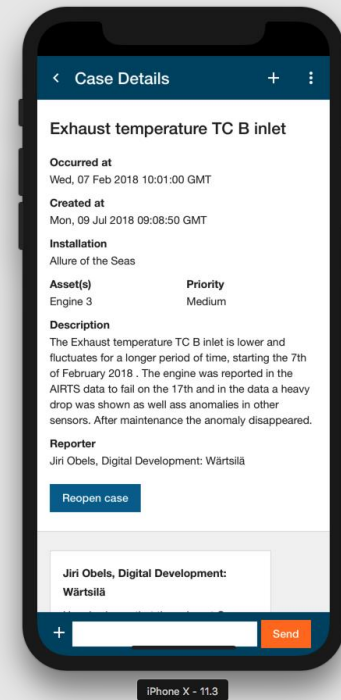 Case Details
Exhaust temperature TC B inlet
Occurred at
Wed, 07 Feb 2018 10:01:00 GMT
Created at
Mon, 09 Jul 2018 09:08:50 GMT
Installation
Allure of the Seas
Asset(s) Priority
Engine 3 Medium
Description
The Exhaust temperature TC B inlet is lower and
fluctuates for a longer period of time, starting the 7th
of February 2018 . The engine was reported in the
AIRTS data to fail on the 17th and in the data a heavy
drop was shown as well ass anomalies in other
sensors. After maintenance the anomaly disappeared.
Reporter
Jiri Obels, Digital Development: Wärtsilä
Reopen case
Jiri Obels, Digital Development:
Wärtsilä
Send
iPhone X - 11.3